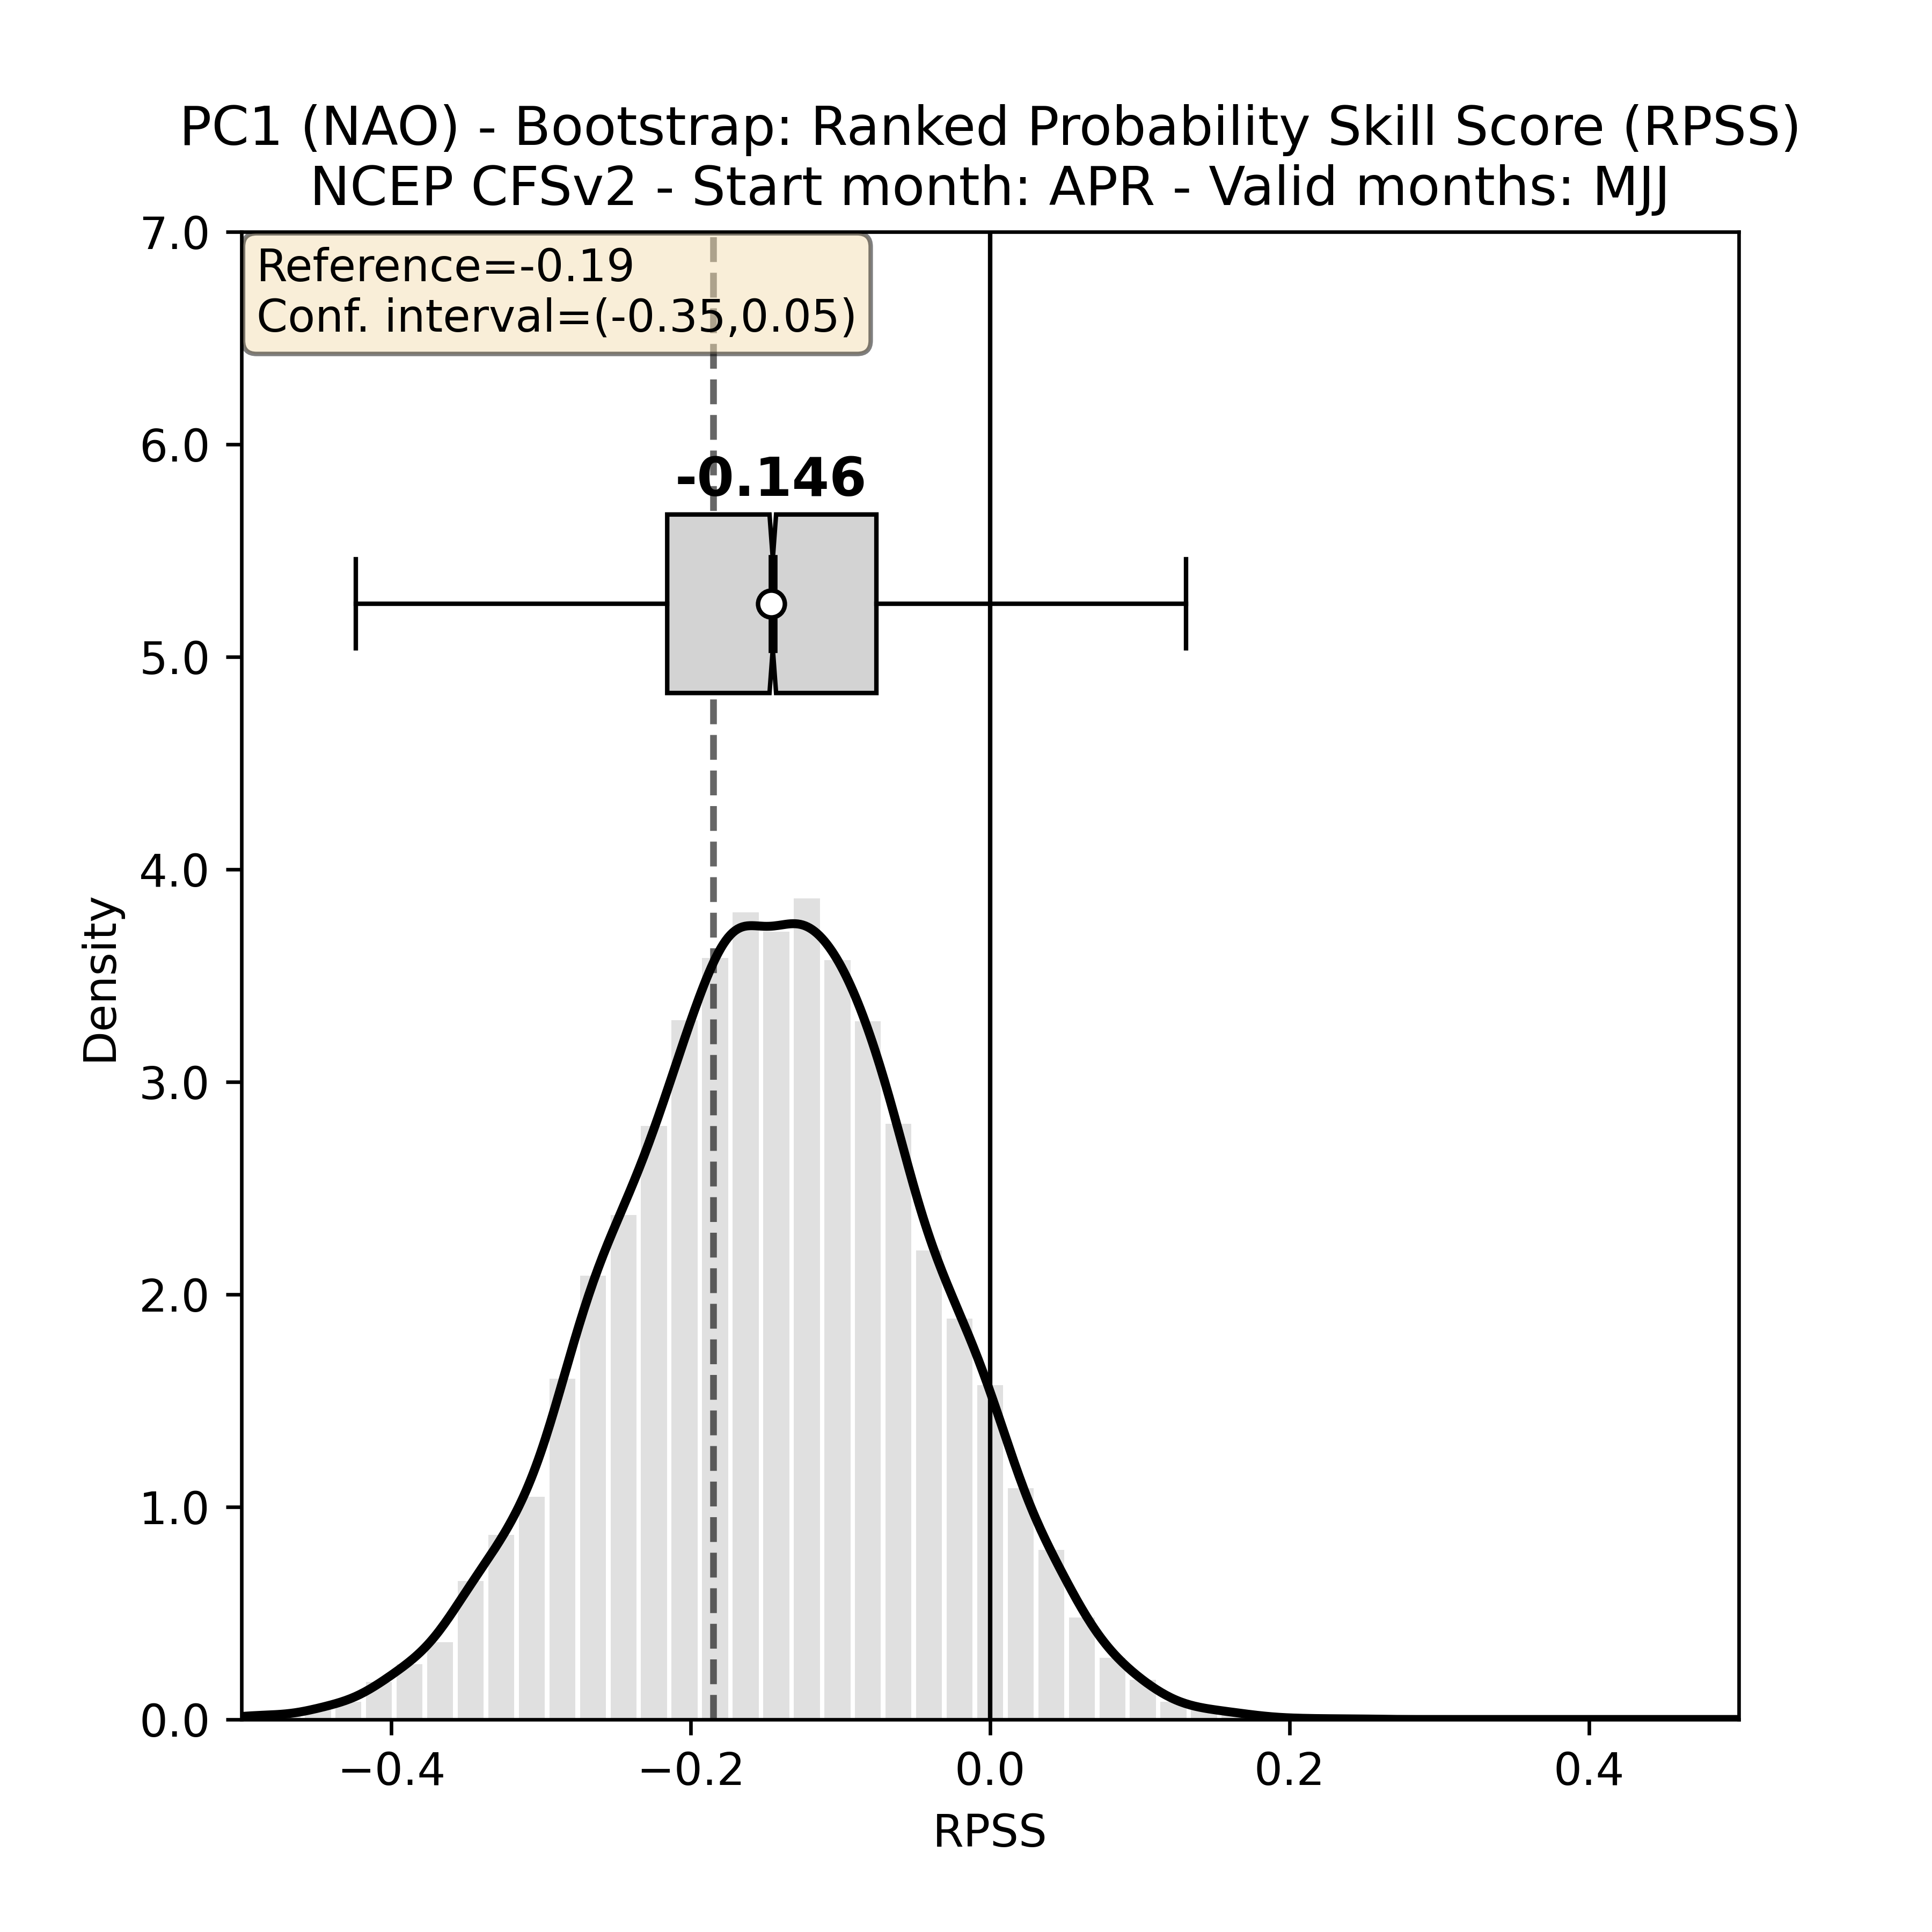 PC1 (NAO) - Bootstrap: Ranked Probability Skill Score (RPSS)
NCEP CFSv2 - Start month: APR - Valid months: MJJ
7.0
Reference=-0.19
Conf. interval=(-0.35,0.05)
6.0
-0.146
5.0
4.0
Density
3.0
2.0
1.0
0.0
−0.4 −0.2 0.0 0.2 0.4
RPSS